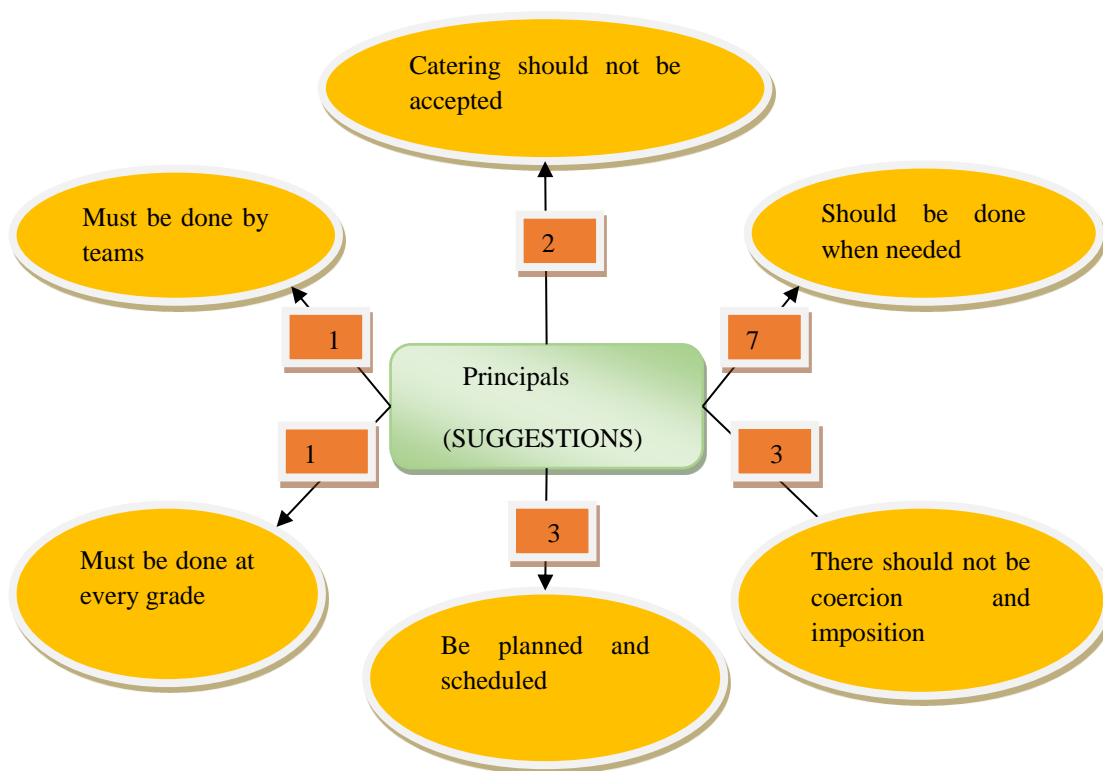 Catering should not be
accepted
Must be done by
teams
2
Should be done
when needed
1
7
Principals
(SUGGESTIONS)
1
3
3
Must be done at
every grade
There should not be
coercion and
imposition
Be planned and
scheduled